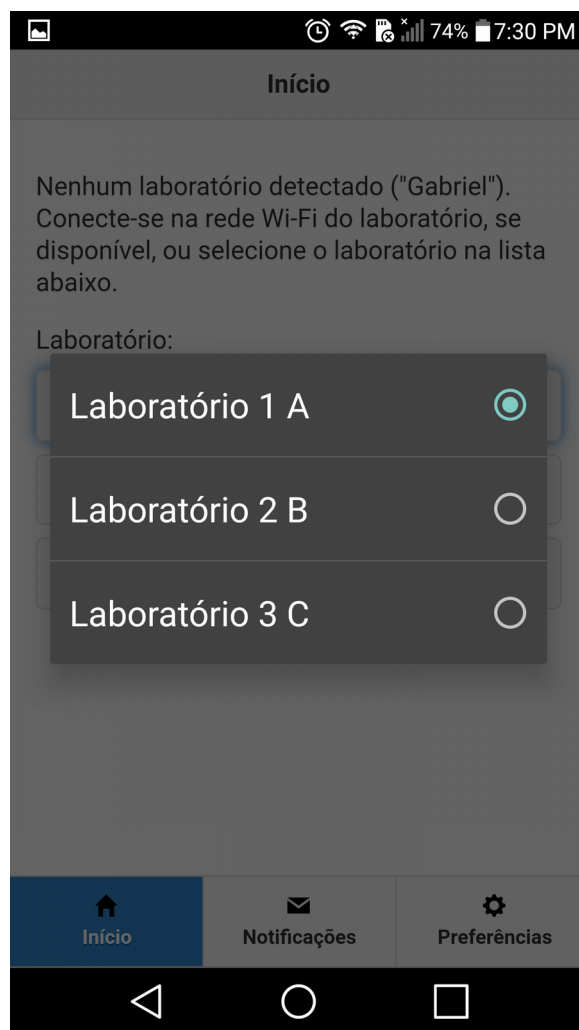 74% 7:30 PM
Início
Nenhum laboratório detectado ("Gabriel").
Conecte-se na rede Wi-Fi do laboratório, se
disponível, ou selecione o laboratório na lista
abaixo.
Laboratório:
Laboratório 1 A
Laboratório 2 B
Laboratório 3 C
Início Notificações Preferências